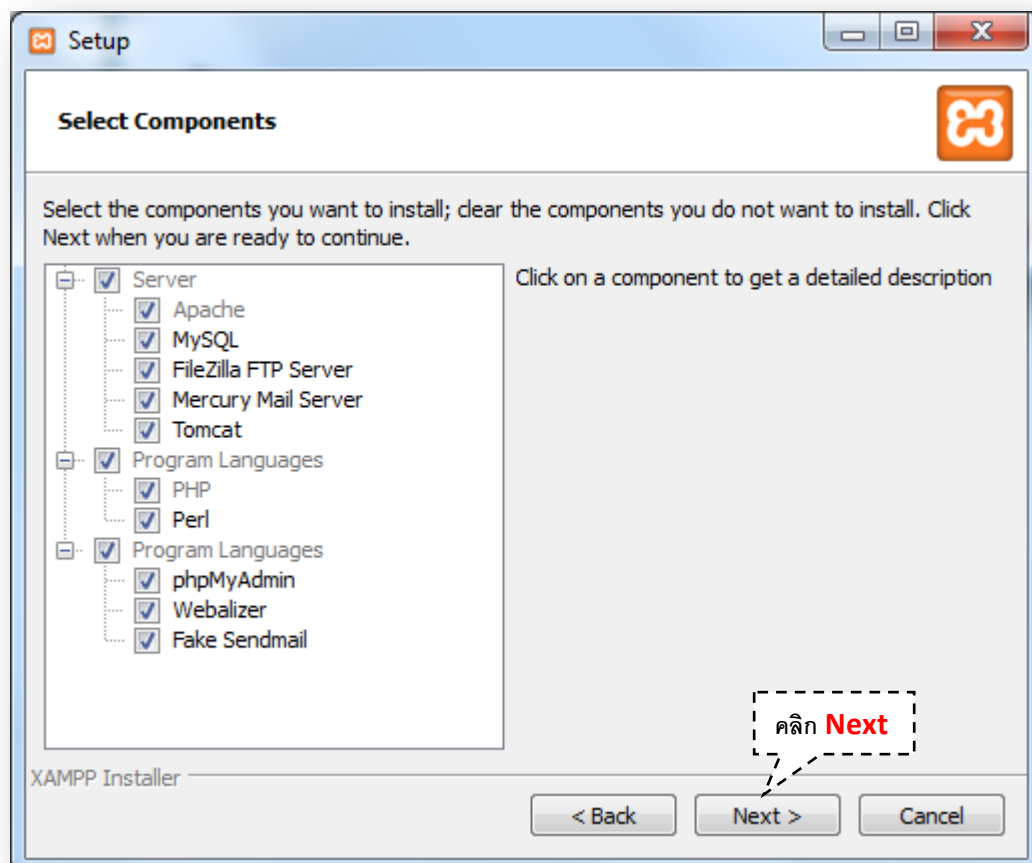 Setup
Select Components
Select the components you want to install; clear the components you do not want to install. Click
Next when you are ready to continue.
Server
Apache
MySQL
FileZilla FTP Server
Mercury Mail Server
Tomcat
Program Languages
PHP
Perl
Program Languages
phpMyAdmin
Webalizer
Fake Sendmail
Click on a component to get a detailed description
คลิก Next
XAMPP Installer
< Back
Next >
Cancel